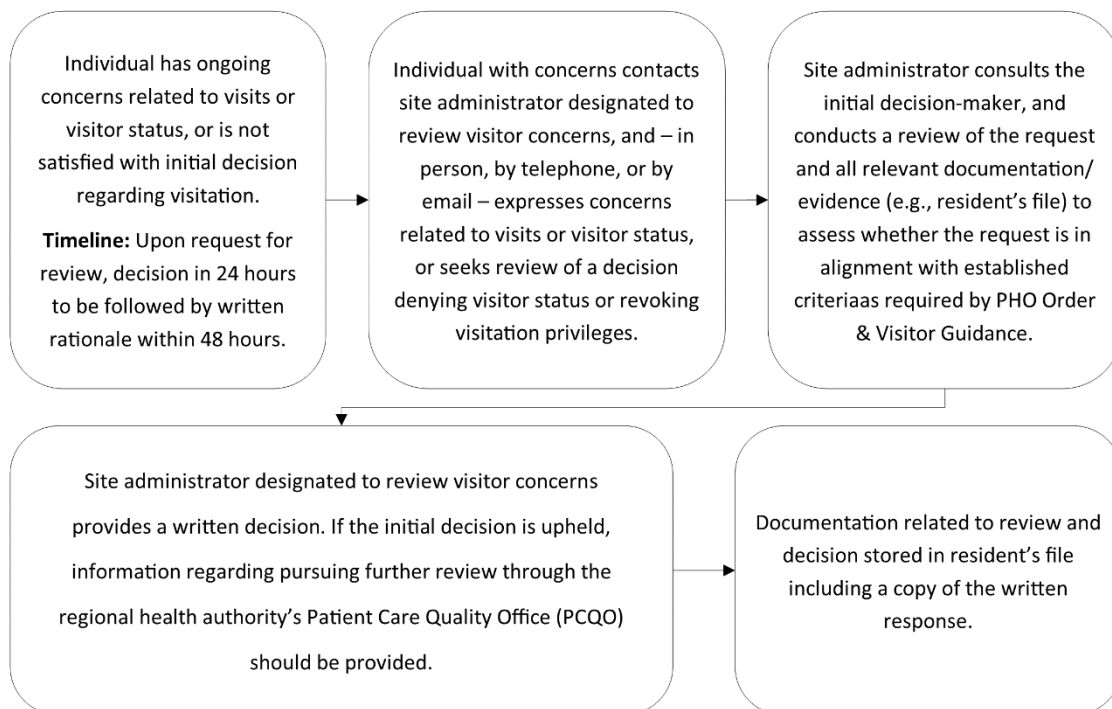 Individual has ongoing
concerns related to visits or
visitor status, or is not
satisfied with initial decision
regarding visitation.
Timeline: Upon request for
review, decision in 24 hours
to be followed by written
rationale within 48 hours.
Individual with concerns contacts
site administrator designated to
review visitor concerns, and – in
person, by telephone, or by
email – expresses concerns
related to visits or visitor status,
or seeks review of a decision
denying visitor status or revoking
visitation privileges.
Site administrator consults the
initial decision-maker, and
conducts a review of the request
and all relevant documentation/
evidence (e.g., resident’s file) to
assess whether the request is in
alignment with established
criteriaas required by PHO Order
& Visitor Guidance.
Site administrator designated to review visitor concerns
provides a written decision. If the initial decision is upheld,
information regarding pursuing further review through the
regional health authority’s Patient Care Quality Office (PCQO)
should be provided.
Documentation related to review and
decision stored in resident’s file
including a copy of the written
response.